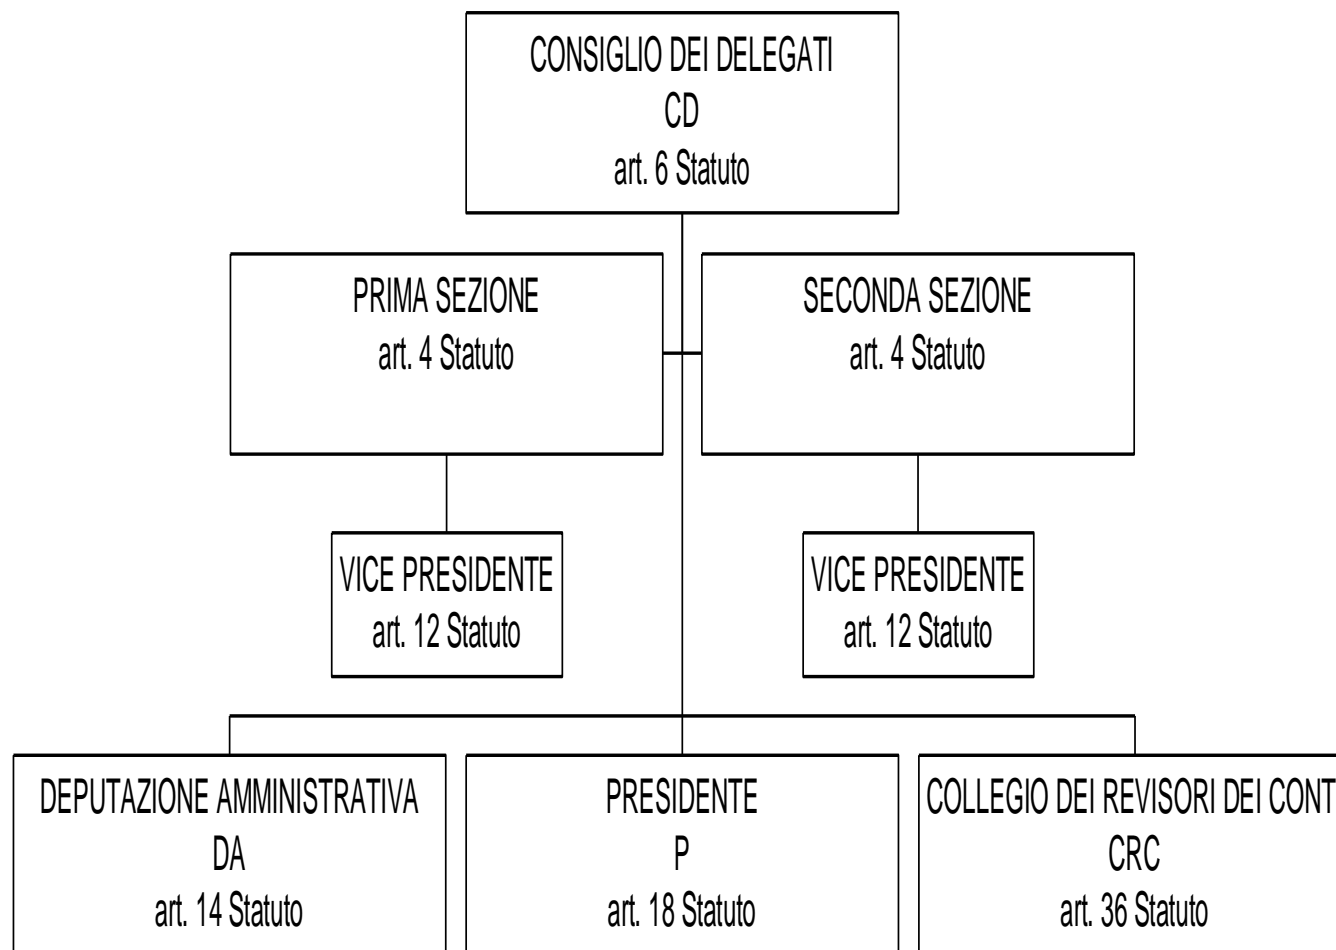 CONSIGLIO DEI DELEGATI
CD
art. 6 Statuto
PRIMA SEZIONE
art. 4 Statuto
SECONDA SEZIONE
art. 4 Statuto
VICE PRESIDENTE
art. 12 Statuto
VICE PRESIDENTE
art. 12 Statuto
DEPUTAZIONE AMMINISTRATIVA
DA
art. 14 Statuto
PRESIDENTE
P
art. 18 Statuto
COLLEGIO DEI REVISORI DEI CONT
CRC
art. 36 Statuto